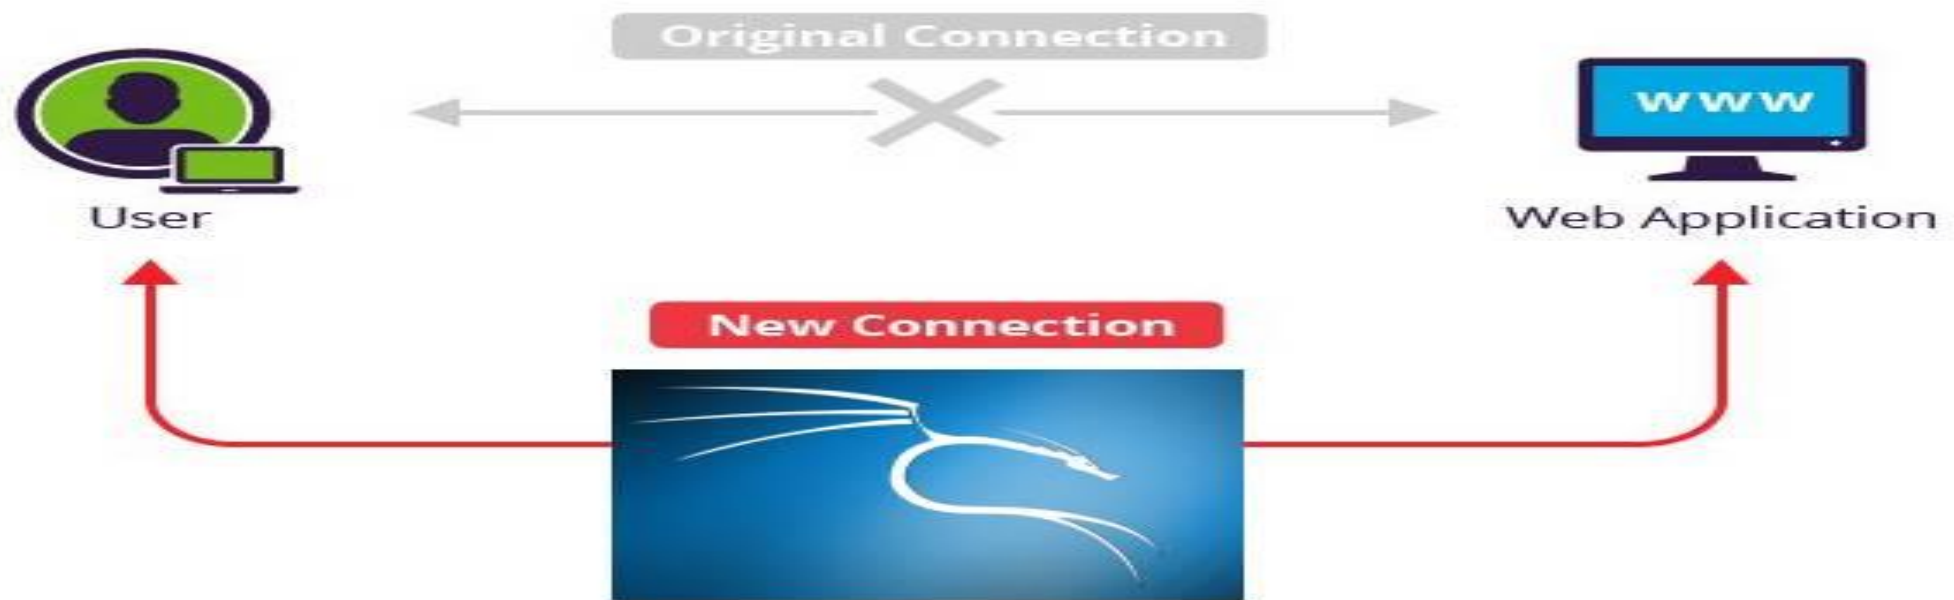 Original Connection
www
User
Web Application
New Connection